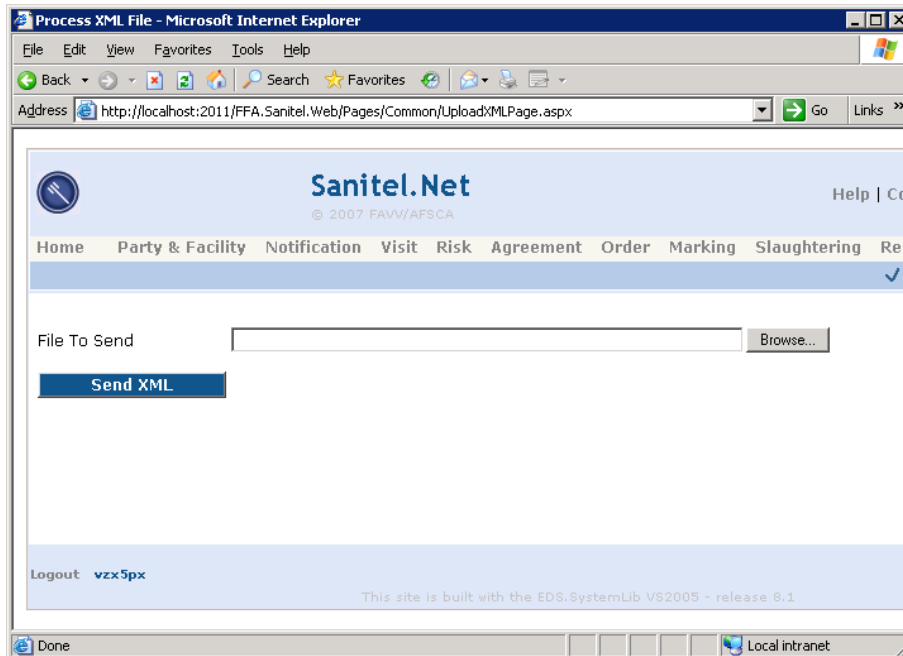 Process XML File - Microsoft Internet Explorer
File Edit View Favorites Tools Help
Back Search Favorites
Address http://localhost:2011/FFA.Sanitel.Web/Pages/Common/UploadXMLPage.aspx Go Links »
Sanitel.Net
Help | Co
© 2007 FAVV/AFSCA
Home Party & Facility Notification Visit Risk Agreement Order Marking Slaughtering Re
File To Send Browse...
Send XML
Logout vzx5px
This site is built with the EDS.SystemLib VS2005 - release 8.1
Done Local intranet